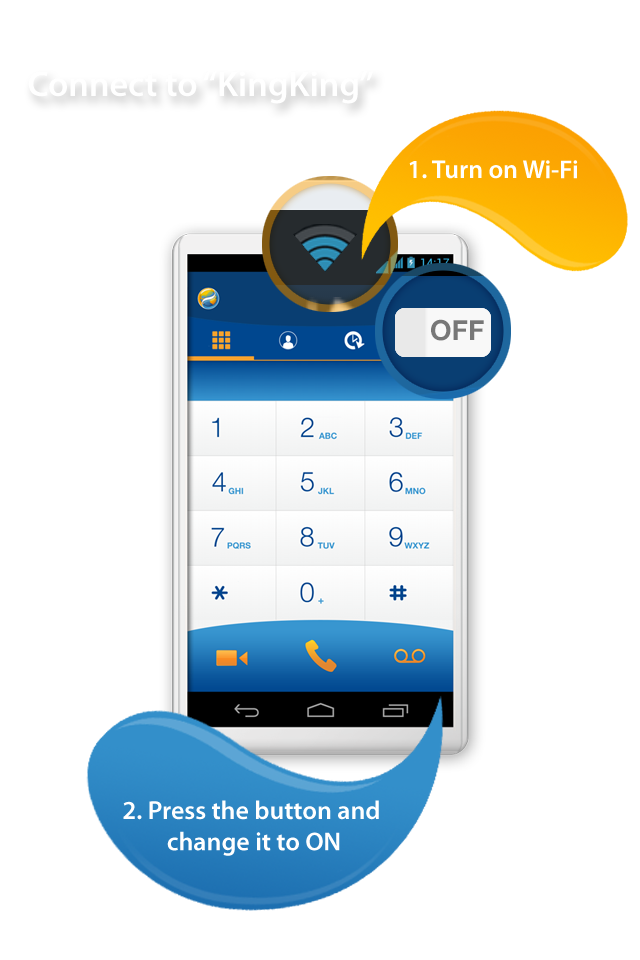 Connect to “KingKing”
1. Turn on Wi-Fi
14:17
OFF
1
2 ABC
3 DEF
4 GHI
5 JKL
6 MNO
7 PQRS
8 TUV
9 WXYZ
*
0 +
#
2. Press the button and
change it to ON